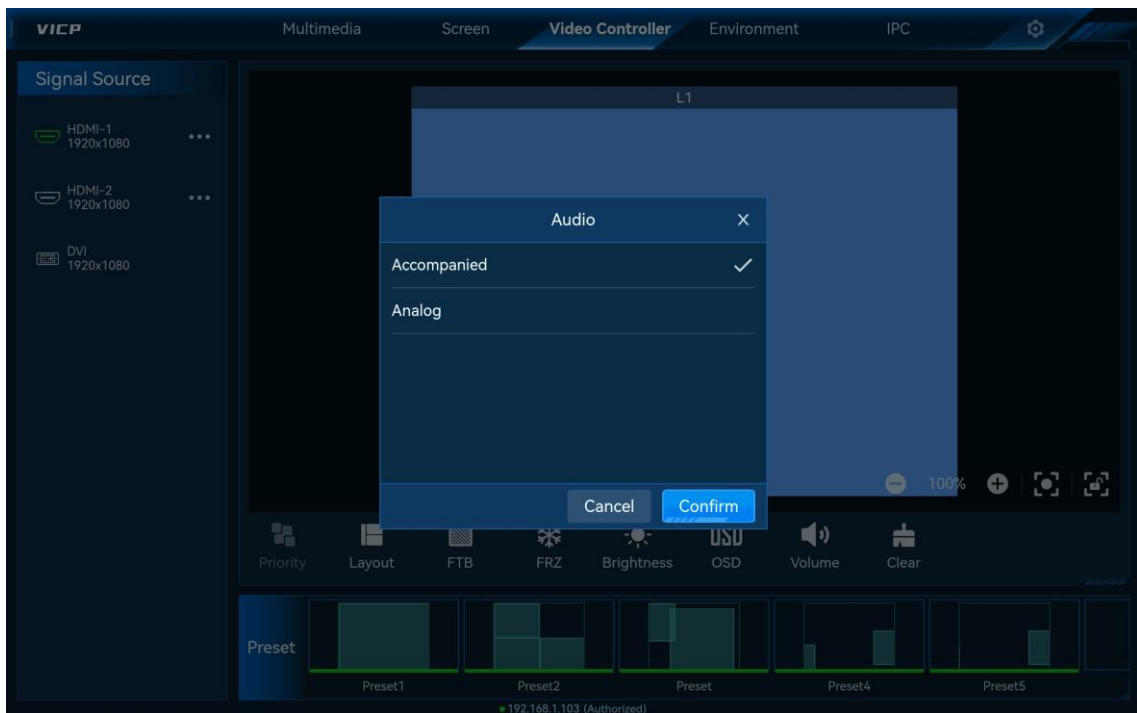 VICP
Multimedia
Screen
Video Controller
Environment
IPC
Signal Source
HDMI-1
1920x1080
HDMI-2
1920x1080
DVI
1920x1080
L1
Audio
X
Accompanied
Analog
Cancel
Confirm
100%
Priority
Layout
FTB
FRZ
Brightness
OSD
OSD
Volume
Clear
Preset
Preset1
Preset2
Preset
Preset4
Preset5
192.168.1.103 (Authorized)